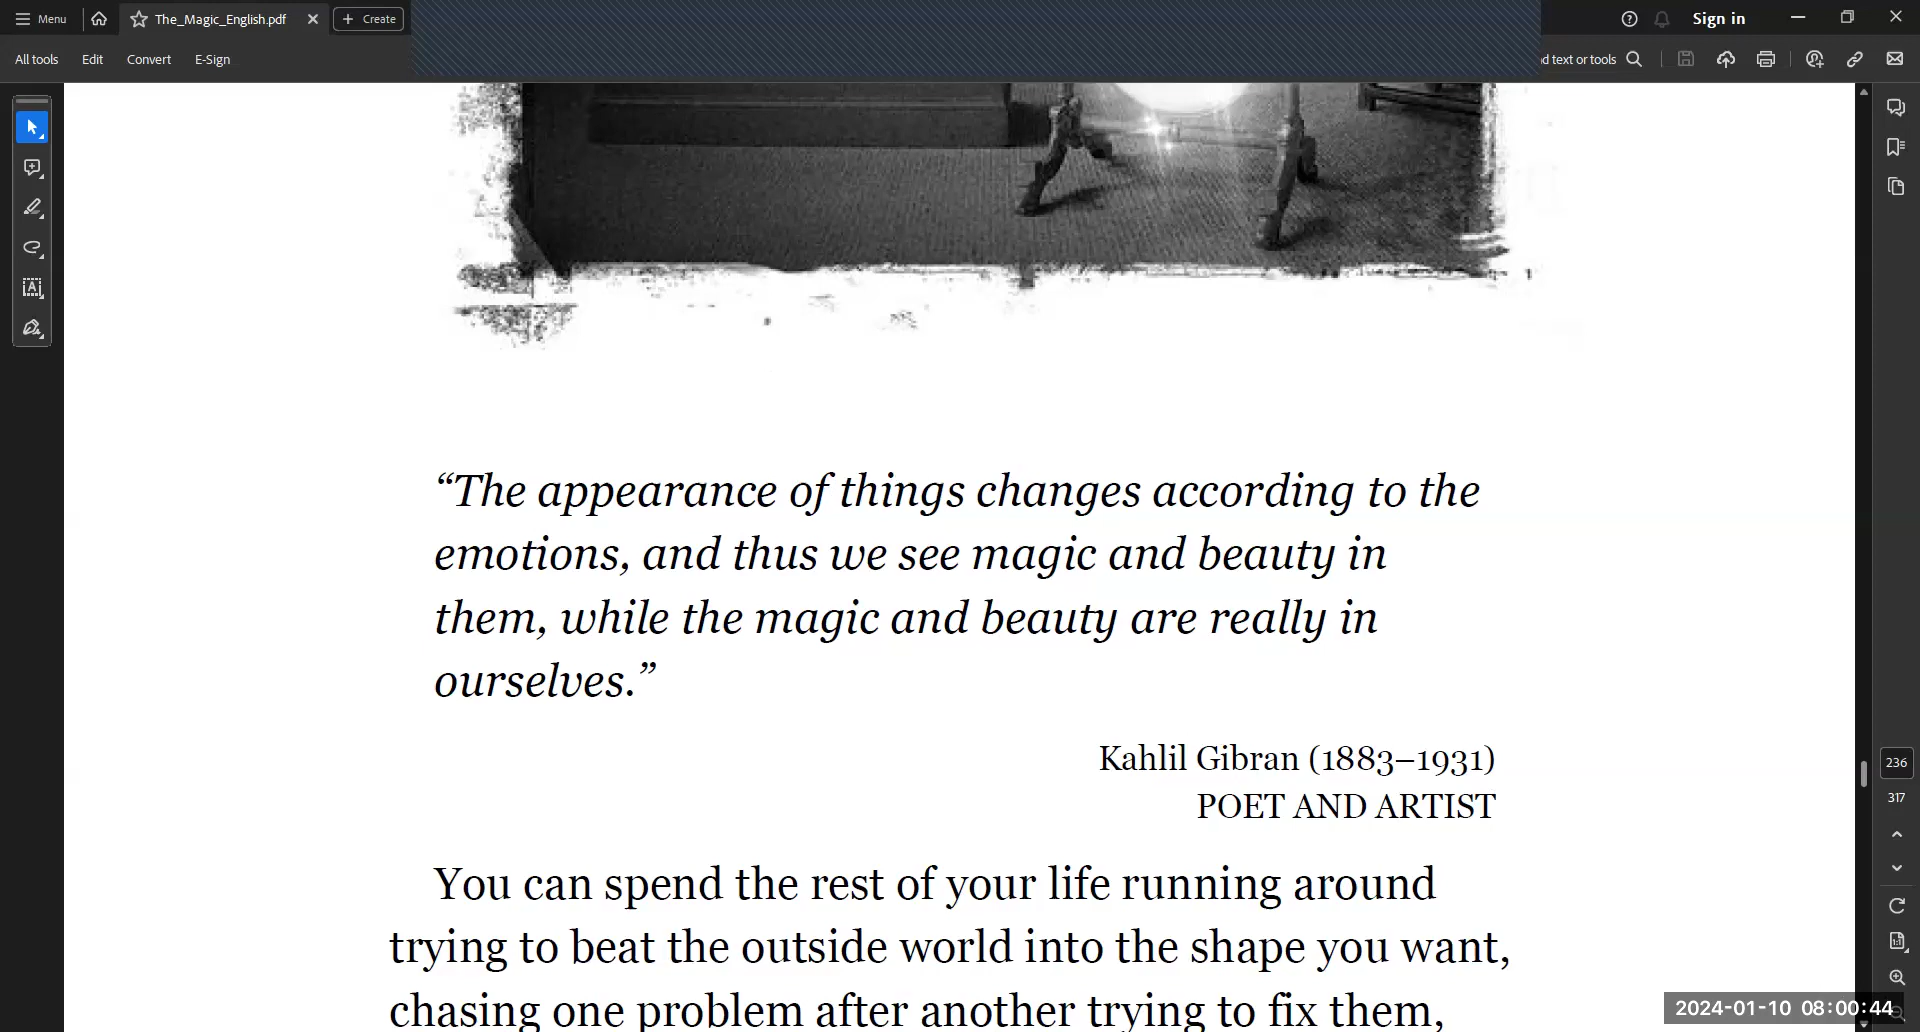 Menu
The_Magic_English.pdf
Create
Sign in
All tools
Edit
Convert
E-Sign
text or tools
“The appearance of things changes according to the
emotions, and thus we see magic and beauty in
them, while the magic and beauty are really in
ourselves.”
Kahlil Gibran (1883–1931)
POET AND ARTIST
You can spend the rest of your life running around
trying to beat the outside world into the shape you want,
chasing one problem after another trying to fix them,
236
317
2024-01-10 08:00:44